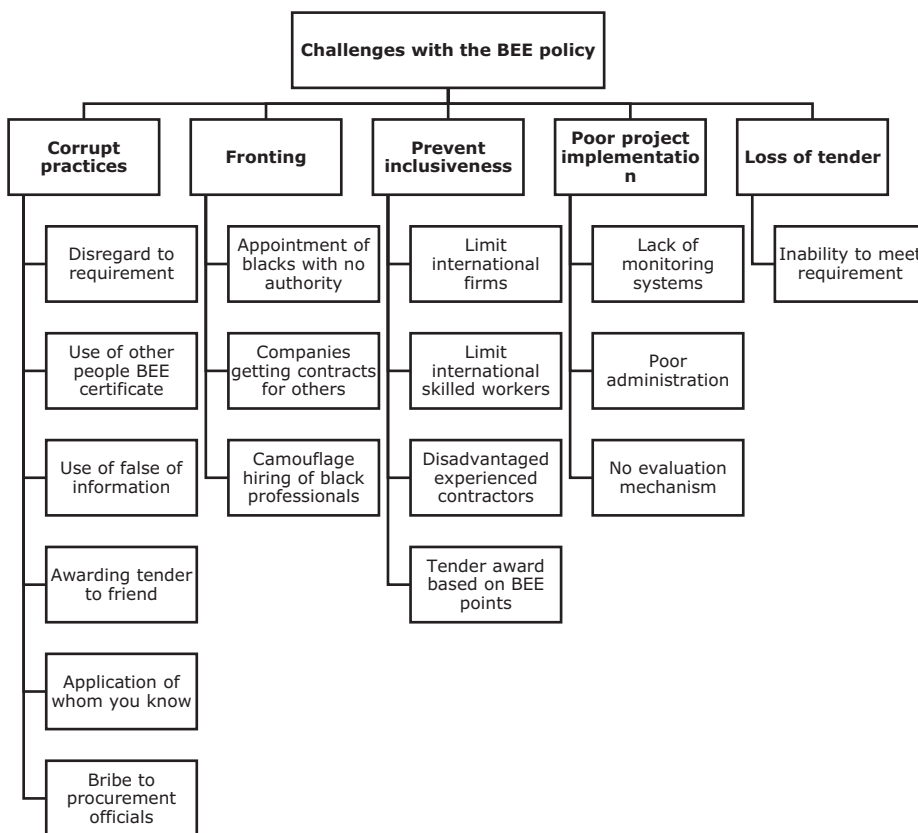 Challenges with the BEE policy
Corrupt
practices
Fronting
Prevent
inclusiveness
Poor project
implementatio
n
Loss of tender
Disregard to
requirement
Use of other
people BEE
certificate
Use of false of
information
Awarding tender
to friend
Application of
whom you know
Bribe to
procurement
officials
Appointment of
blacks with no
authority
Companies
getting contracts
for others
Camouflage
hiring of black
professionals
Limit
international
firms
Limit
international
skilled workers
Disadvantaged
experienced
contractors
Tender award
based on BEE
points
Lack of
monitoring
systems
Poor
administration
No evaluation
mechanism
Inability to meet
requirement